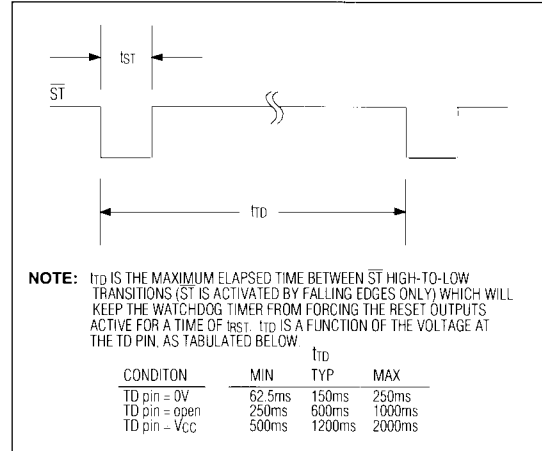 tST
ST
tTD
NOTE: tTD IS THE MAXIMUM ELAPSED TIME BETWEEN ST HIGH-TO-LOW
TRANSITIONS (ST IS ACTIVATED BY FALLING EDGES ONLY) WHICH WILL
KEEP THE WATCHDOG TIMER FROM FORCING THE RESET OUTPUTS
ACTIVE FOR A TIME OF tRST. tTD IS A FUNCTION OF THE VOLTAGE AT
THE TD PIN, AS TABULATED BELOW.
tTD
CONDITON MIN TYP MAX
TD pin = 0V 62.5ms 150ms 250ms
TD pin = open 250ms 600ms 1000ms
TD pin = VCC 500ms 1200ms 2000ms